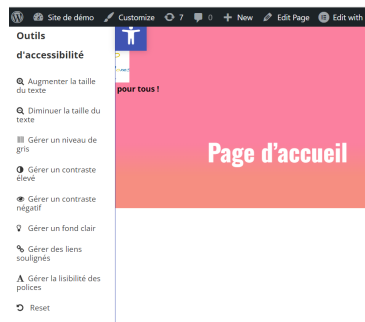 Site de démo Customize 7 0 New Edit Page Edit with
Outils
d'accessibilité
Augmenter la taille
du texte
Diminuer la taille du
texte
Gérer un niveau de
gris
Gérer un contraste
élevé
Gérer un contraste
négatif
Gérer un fond clair
Gérer des liens
soulignés
Gérer la lisibilité des
polices
Reset
pour tous !
Page d'accueil